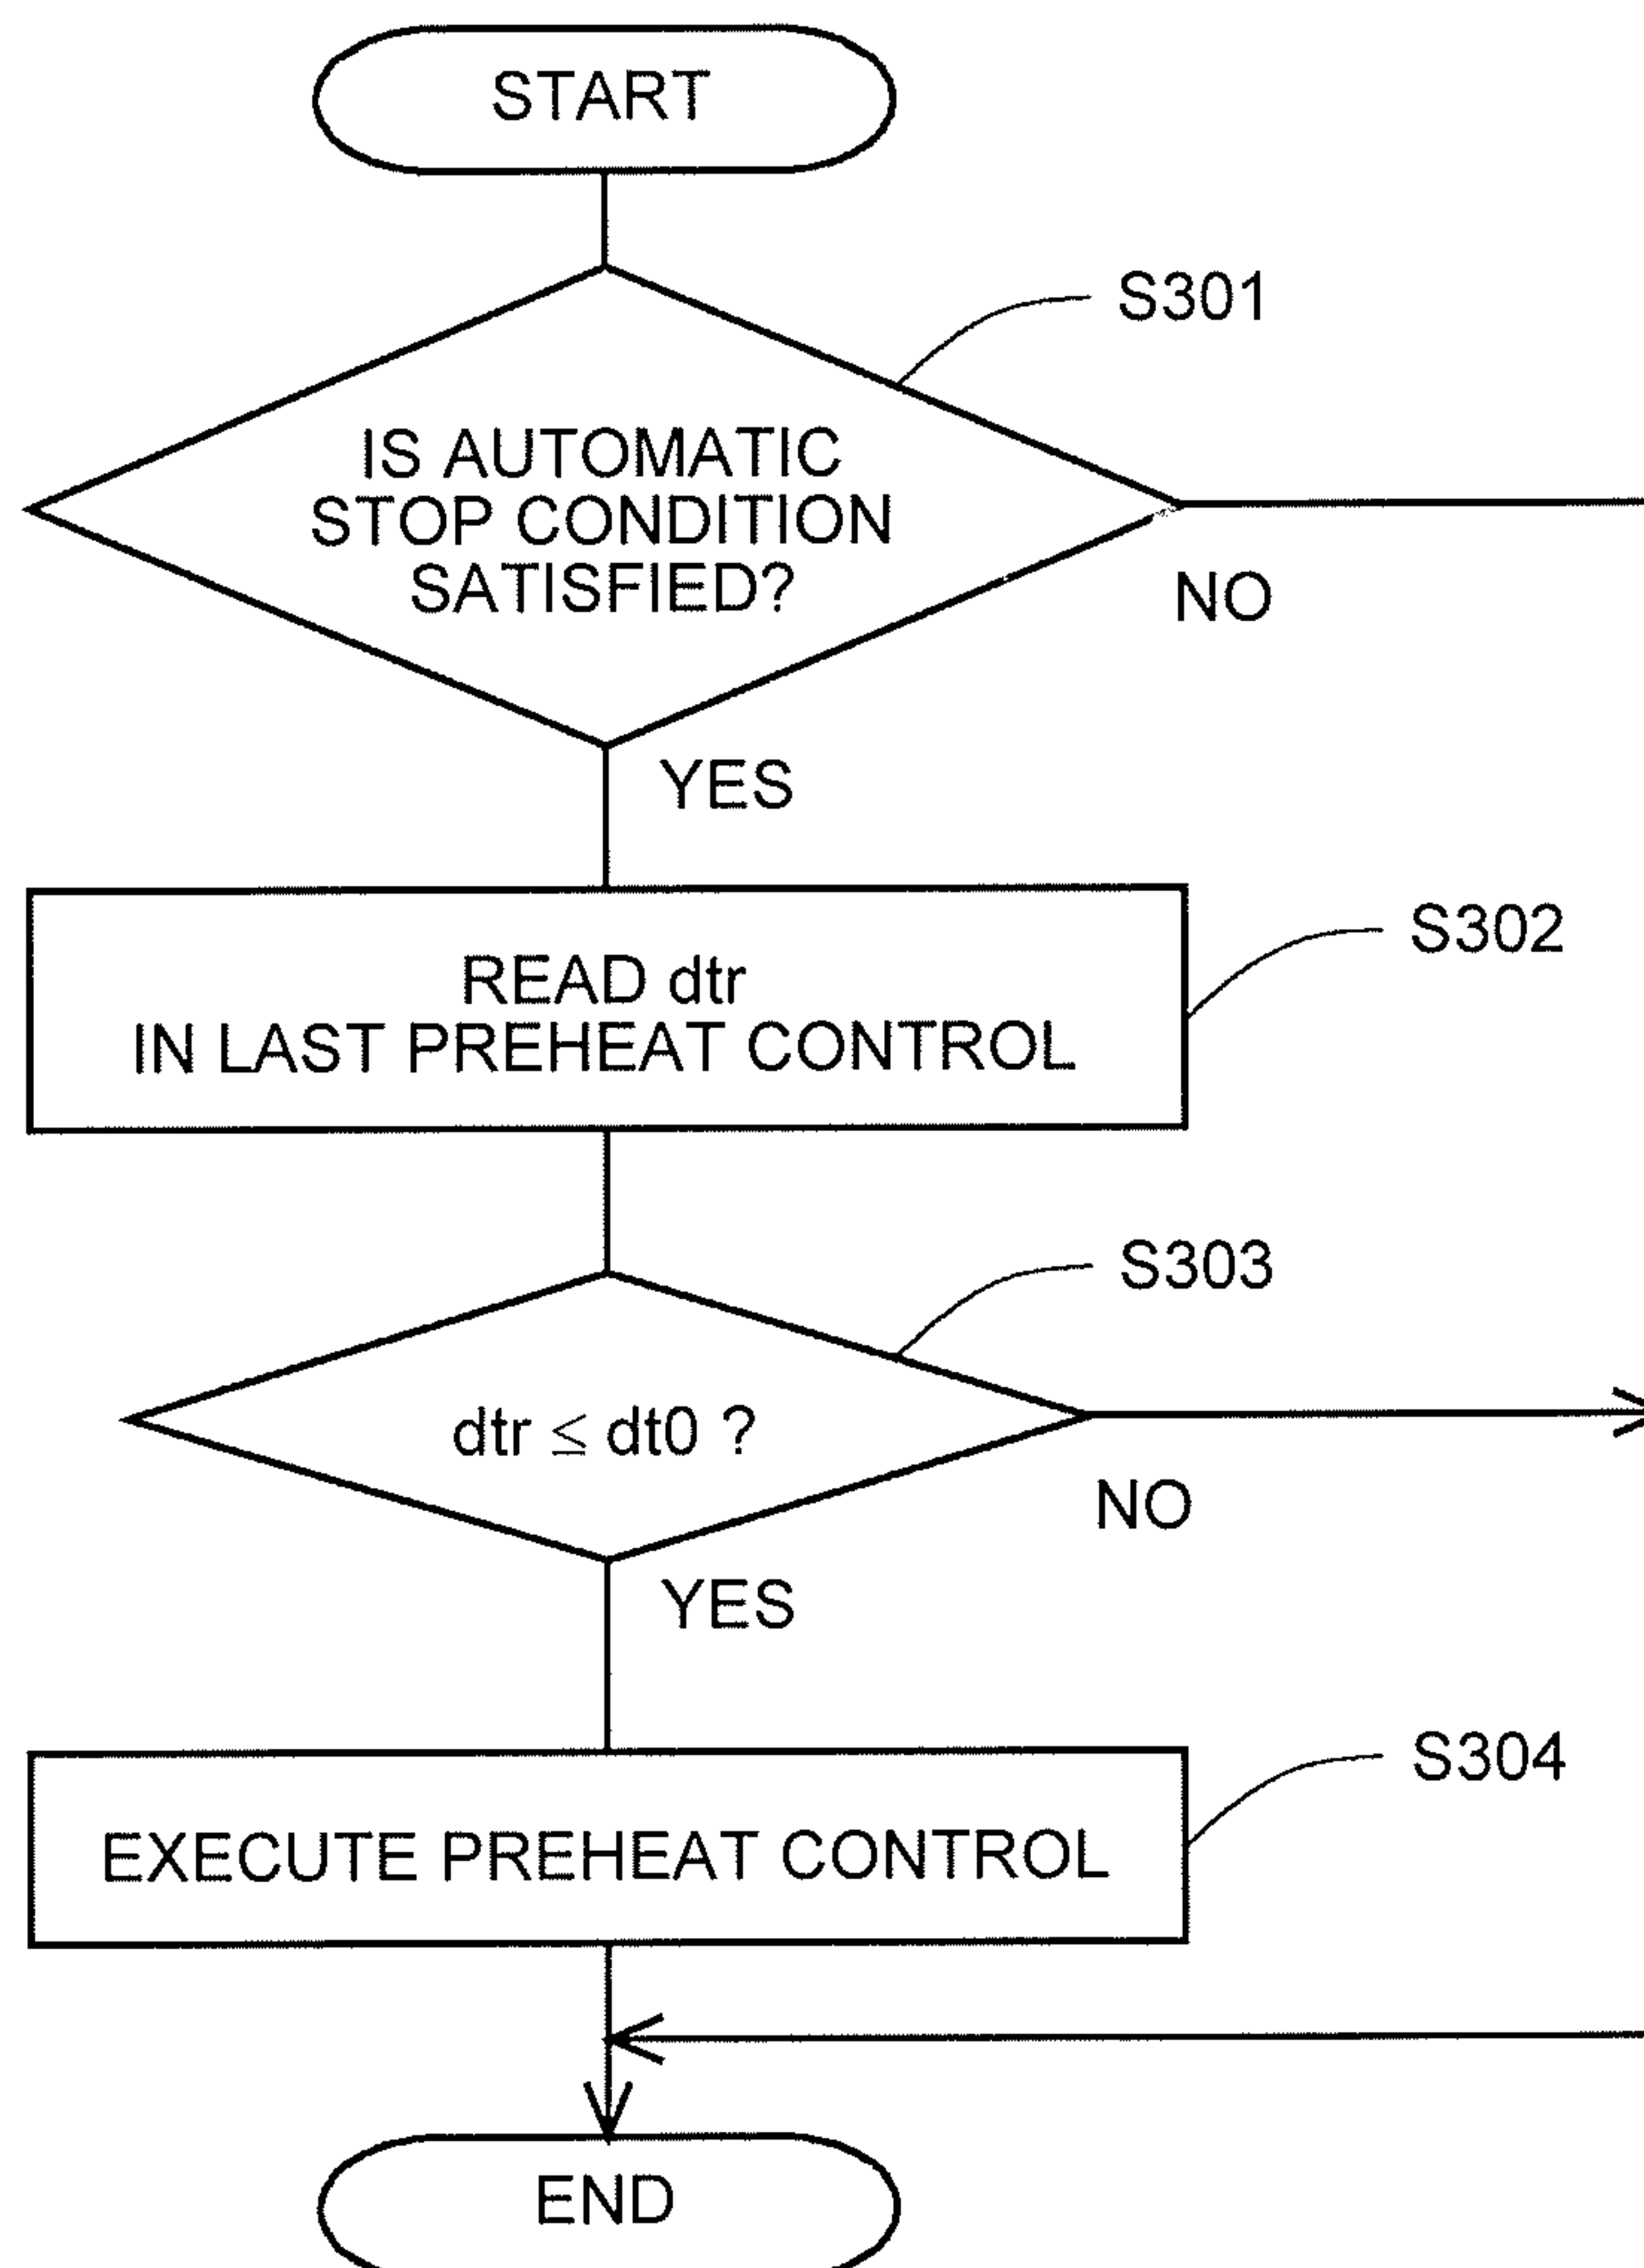 START
S301
IS AUTOMATIC
STOP CONDITION
SATISFIED?
NO
YES
S302
READ dtr
IN LAST PREHEAT CONTROL
S303
dtr ≦ dt0 ?
NO
YES
S304
EXECUTE PREHEAT CONTROL
END